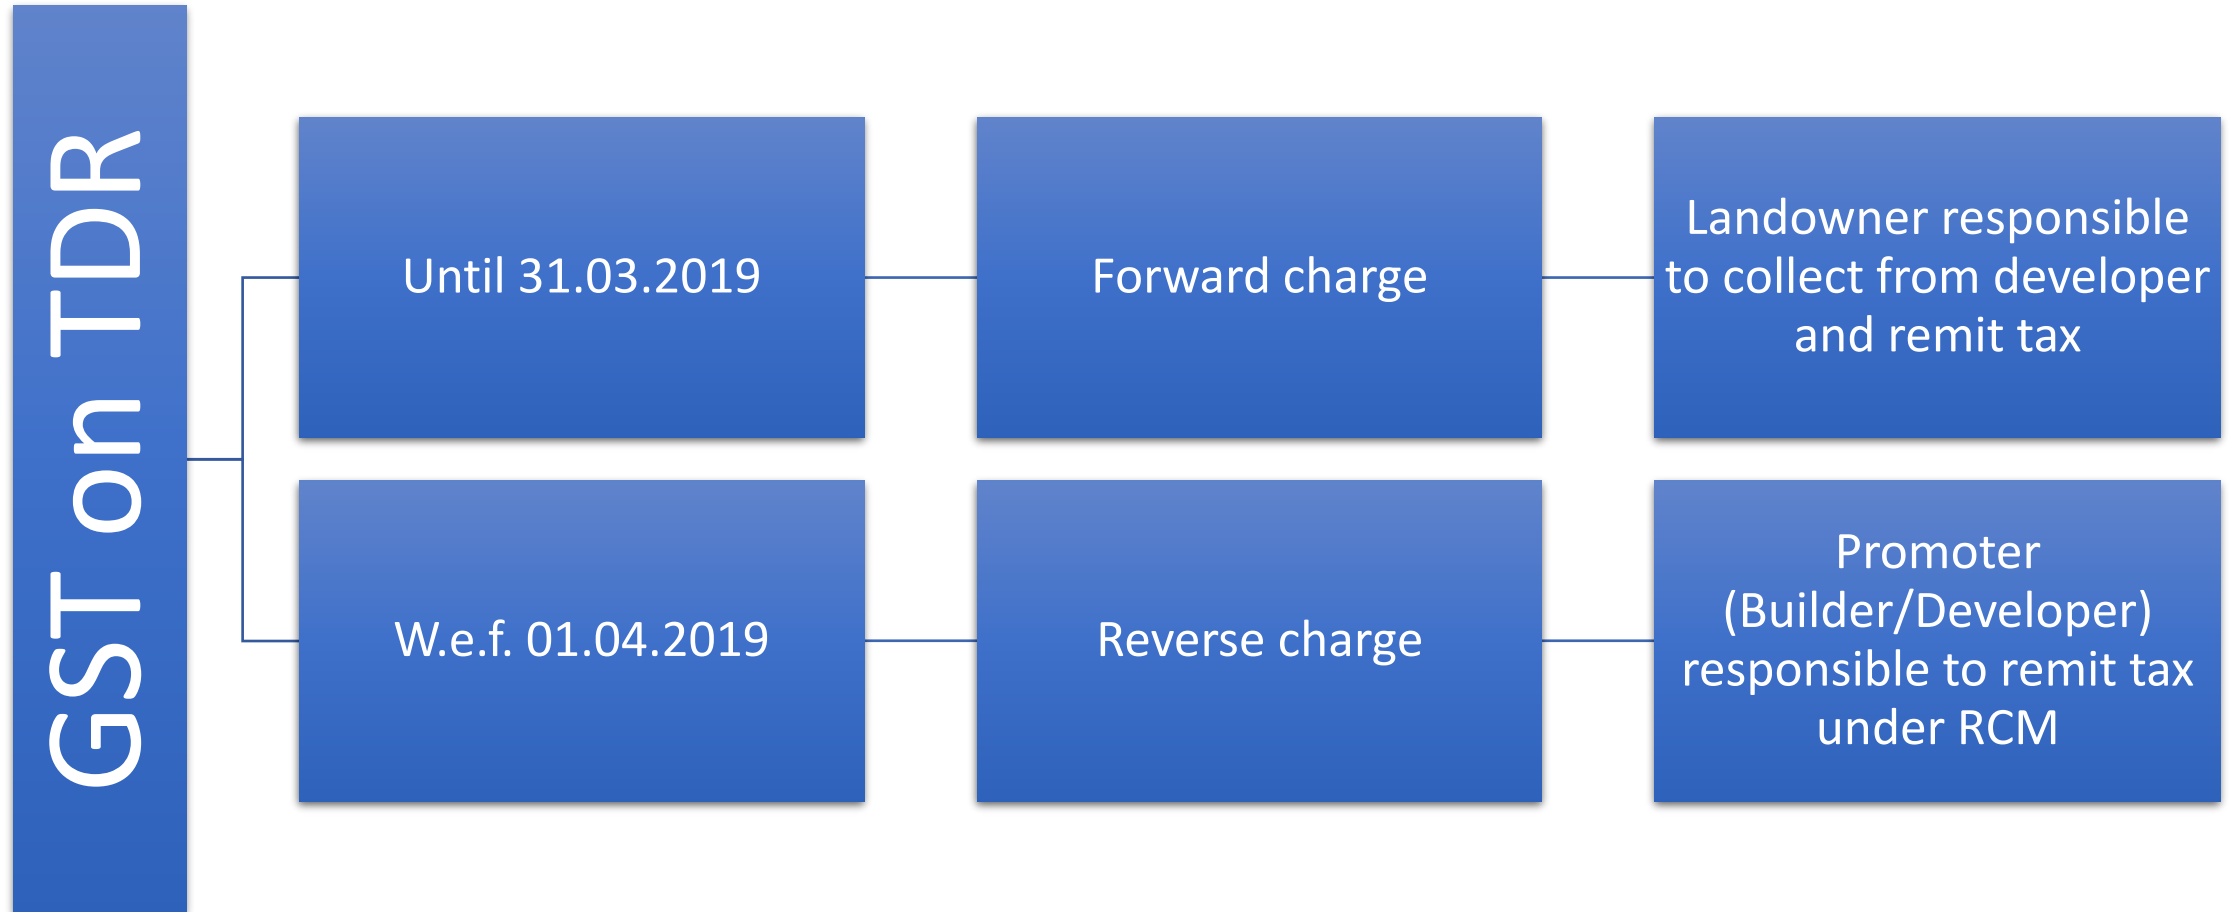 GST on TDR
Until 31.03.2019
Forward charge
Landowner responsible
to collect from developer
and remit tax
W.e.f. 01.04.2019
Reverse charge
Promoter
(Builder/Developer)
responsible to remit tax
under RCM